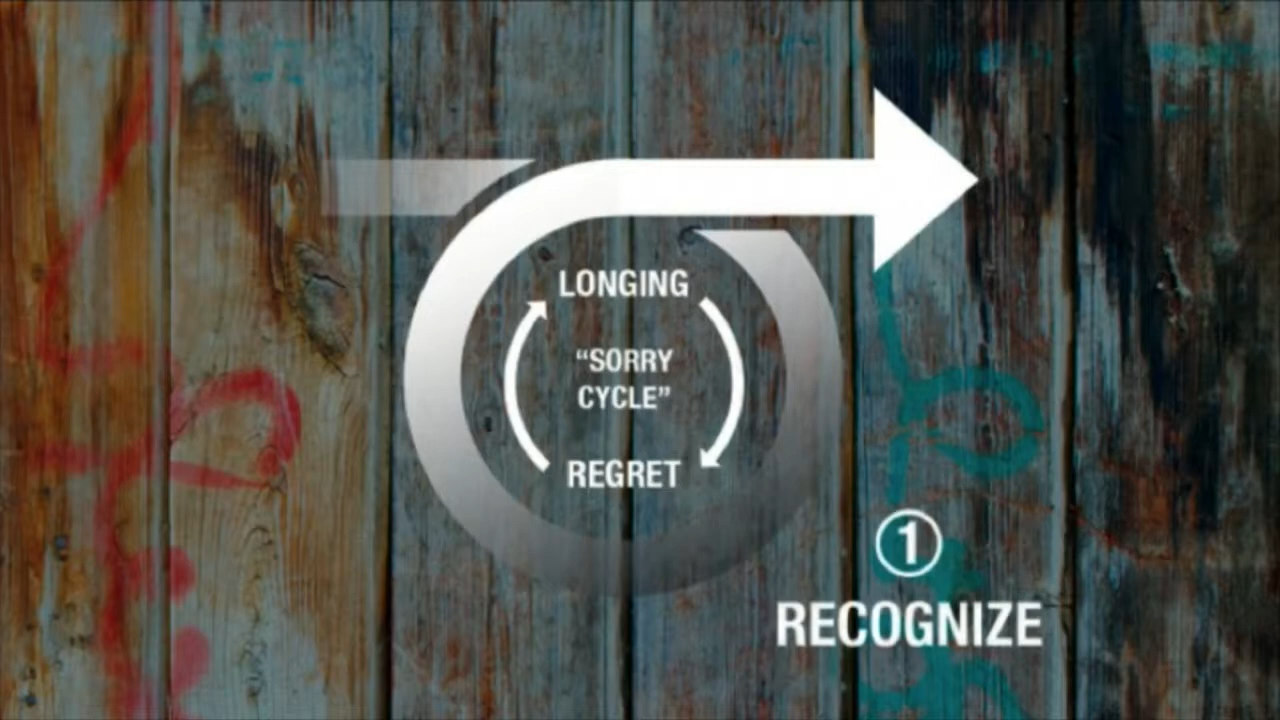 LONGING
“SORRY
CYCLE”
REGRET
1
RECOGNIZE